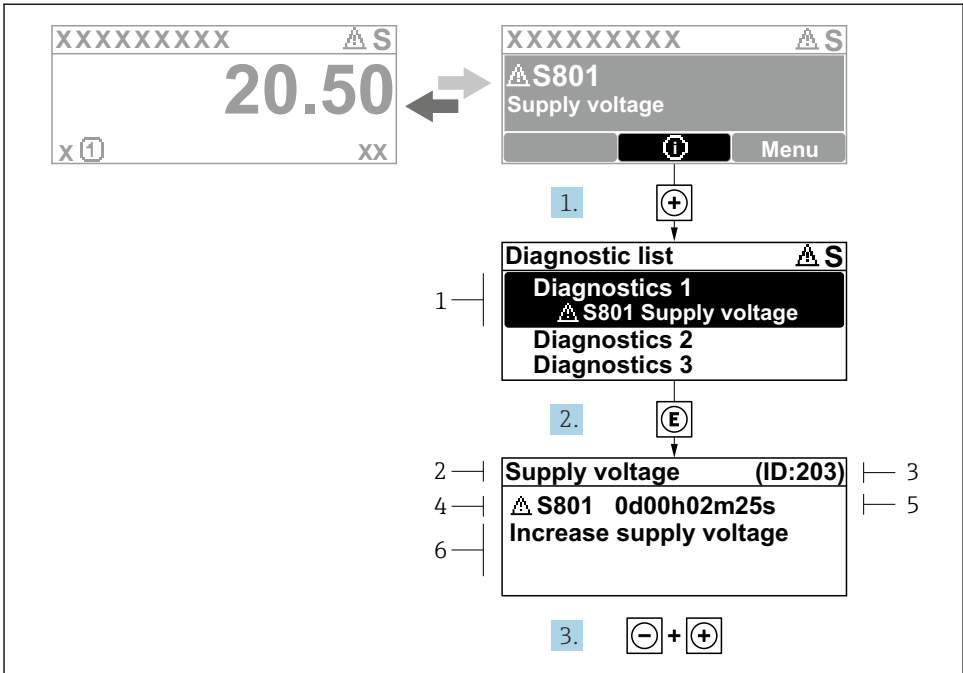 XXXXXXXXX ⚠ S
20.50
x ① xx
XXXXXXXXX ⚠ S
⚠ S801
Supply voltage
ⓘ Menu
1. +
Diagnostic list ⚠ S
1 Diagnostics 1
⚠ S801 Supply voltage
Diagnostics 2
Diagnostics 3
2. E
2 Supply voltage (ID:203) 3
4 ⚠ S801 0d00h02m25s 5
6 Increase supply voltage
3. - + +